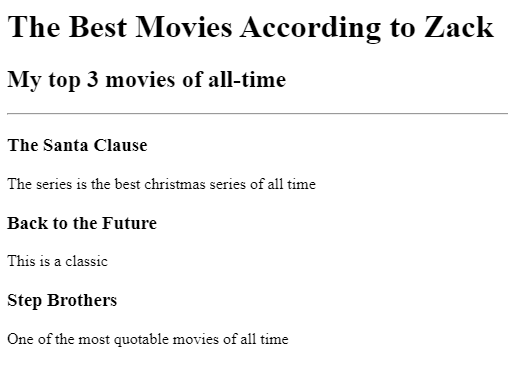 The Best Movies According to Zack
My top 3 movies of all-time
The Santa Clause
The series is the best christmas series of all time
Back to the Future
This is a classic
Step Brothers
One of the most quotable movies of all time